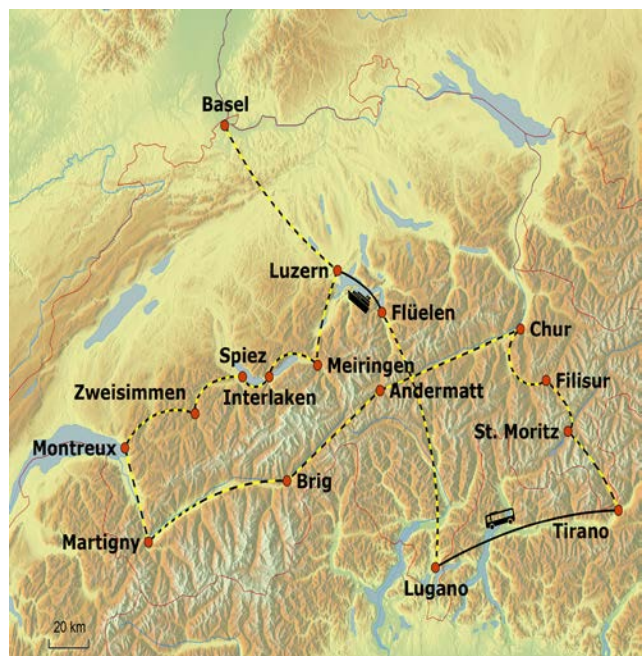 Basel
Luzern
Flüelen
Chur
Spiez
Meiringen
Filisur
Zweisimmen
Interlaken
Andermatt
St. Moritz
Montreux
Brig
Tirano
Martigny
Lugano
20 km